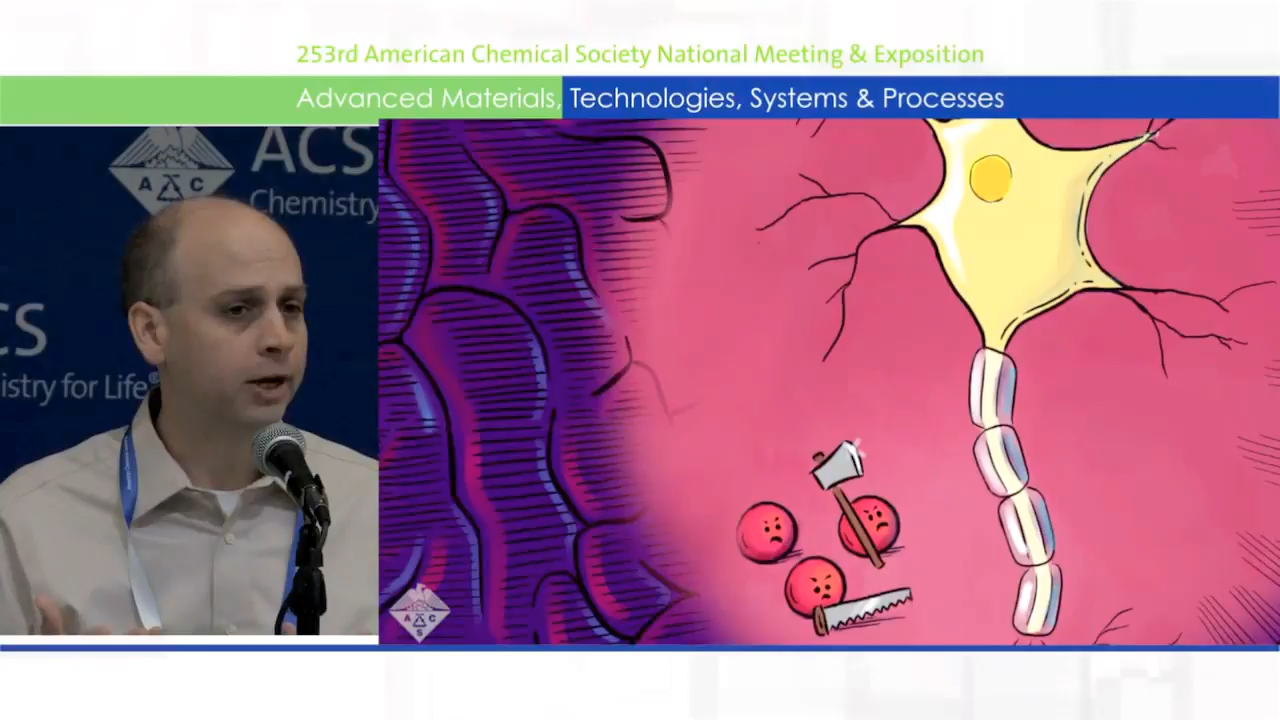 253rd American Chemical Society National Meeting & Exposition
Advanced Materials, Technologies, Systems & Processes
ACS
A C
Chemistry
CS
istry for Life®
A C
S